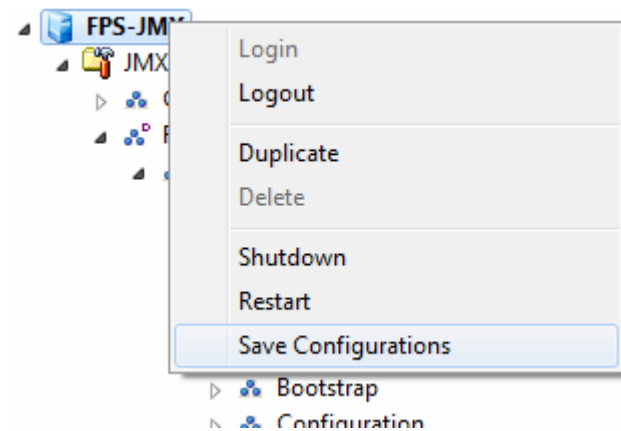 FPS-JMX
JMX
Login
Logout
Duplicate
Delete
Shutdown
Restart
Save Configurations
Bootstrap
Configuration